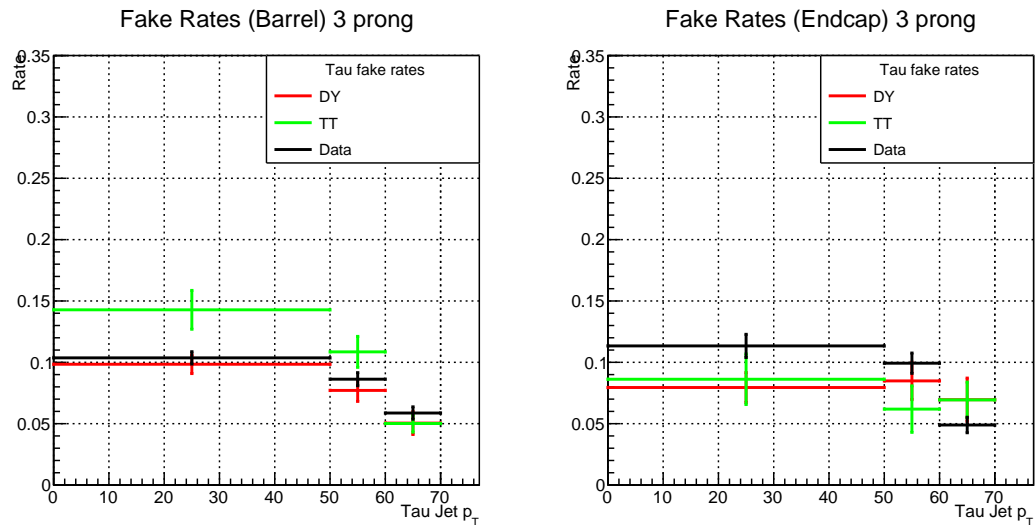 Fake Rates (Barrel) 3 prong
Rate
0.35
0.3
0.25
0.2
0.15
0.1
0.05
0
Tau fake rates
DY
TT
Data
0 10 20 30 40 50 60 70
Tau Jet p_T
Fake Rates (Endcap) 3 prong
Rate
0.35
0.3
0.25
0.2
0.15
0.1
0.05
0
Tau fake rates
DY
TT
Data
0 10 20 30 40 50 60 70
Tau Jet p_T